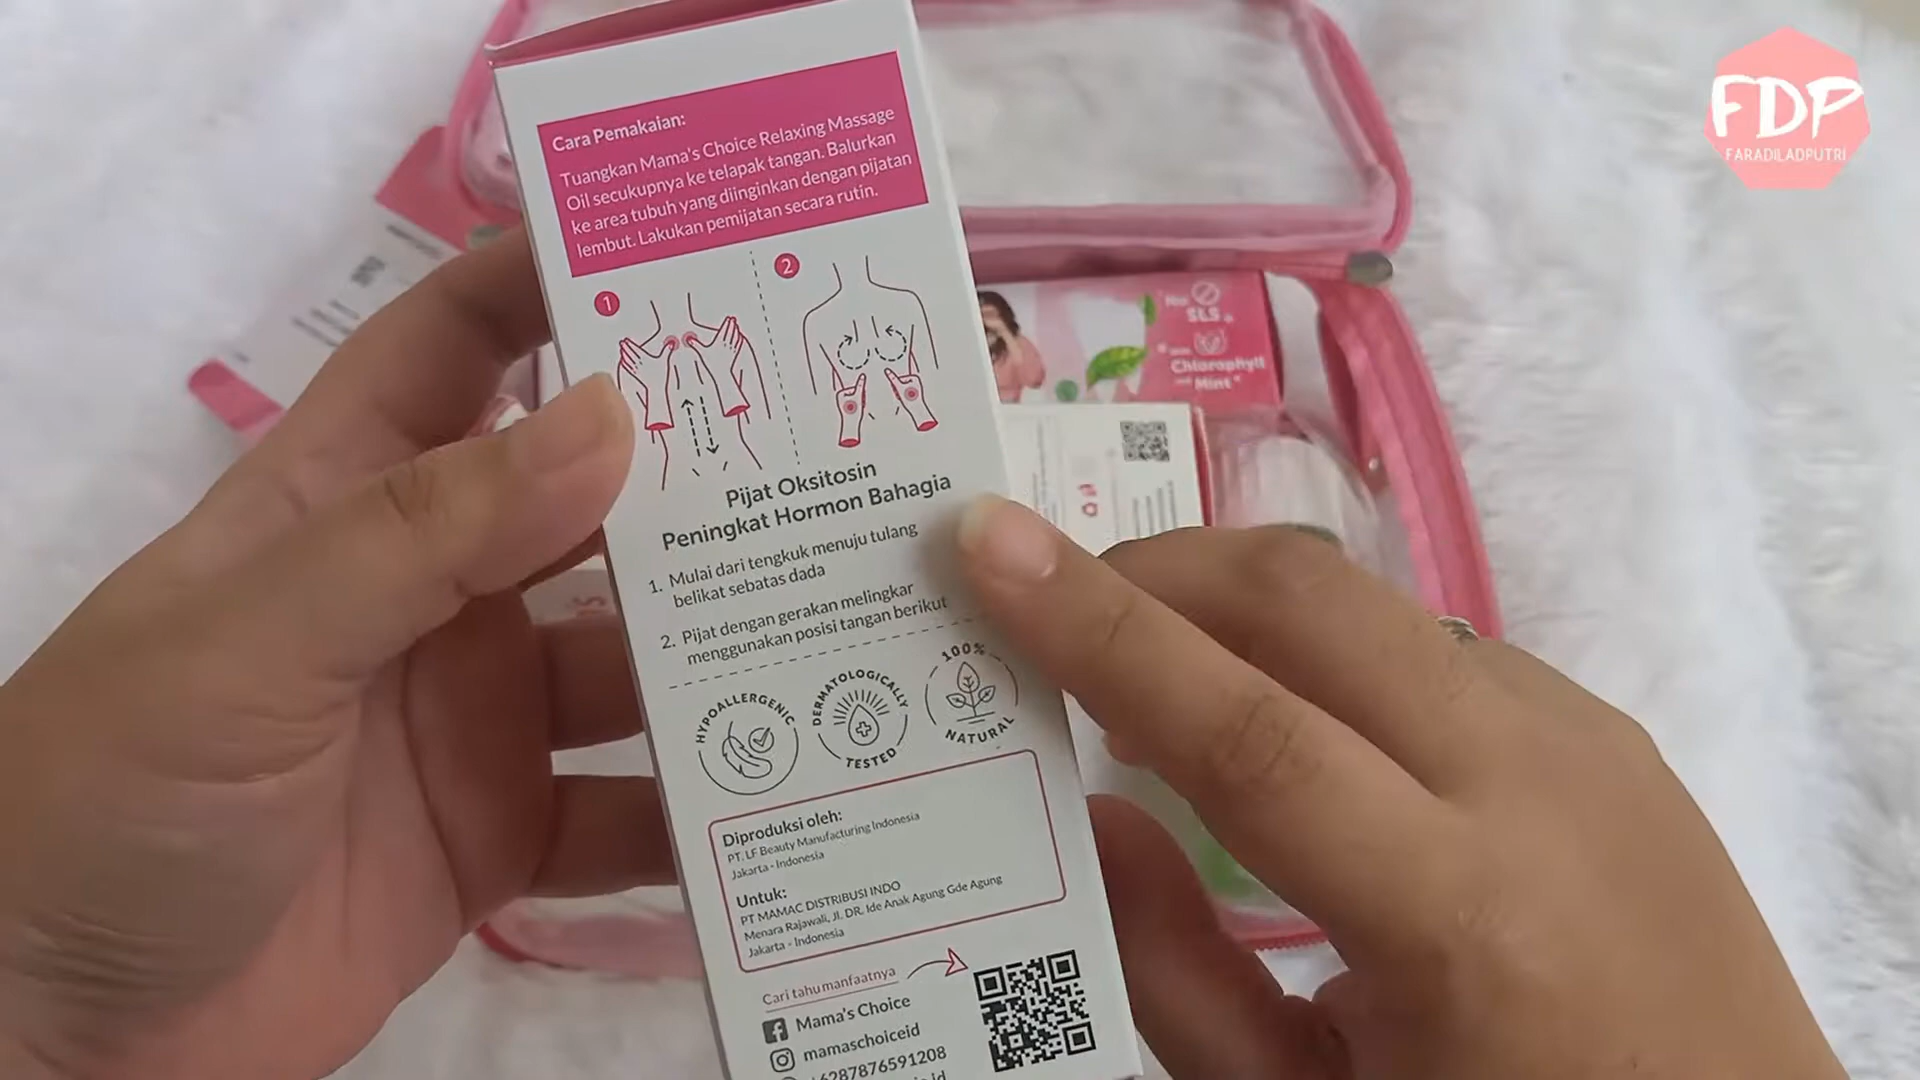 FDP
FARADILADPUTRI
Cara Pemakaian:
Tuangkan Mama's Choice Relaxing Massage
Oil secukupnya ke telapak tangan. Balurkan
ke area tubuh yang diinginkan dengan pijatan
lembut. Lakukan pemijatan secara rutin.
1
2
Pijat Oksitosin
Peningkat Hormon Bahagia
1. Mulai dari tengkuk menuju tulang
belikat sebatas dada
2. Pijat dengan gerakan melingkar
menggunakan posisi tangan berikut
HYPOALLERGENIC
DERMATOLOGICALLY
TESTED
100%
NATURAL
Diproduksi oleh:
PT. LF Beauty Manufacturing Indonesia
Jakarta - Indonesia
Untuk:
PT MAMAC DISTRIBUSI INDO
Menara Rajawali, Jl. DR. Ide Anak Agung Gde Agung
Jakarta - Indonesia
Cari tahu manfaatnya
Mama's Choice
mamaschoiceid
+6287876591208
SLS
Chlorophyll
Mint